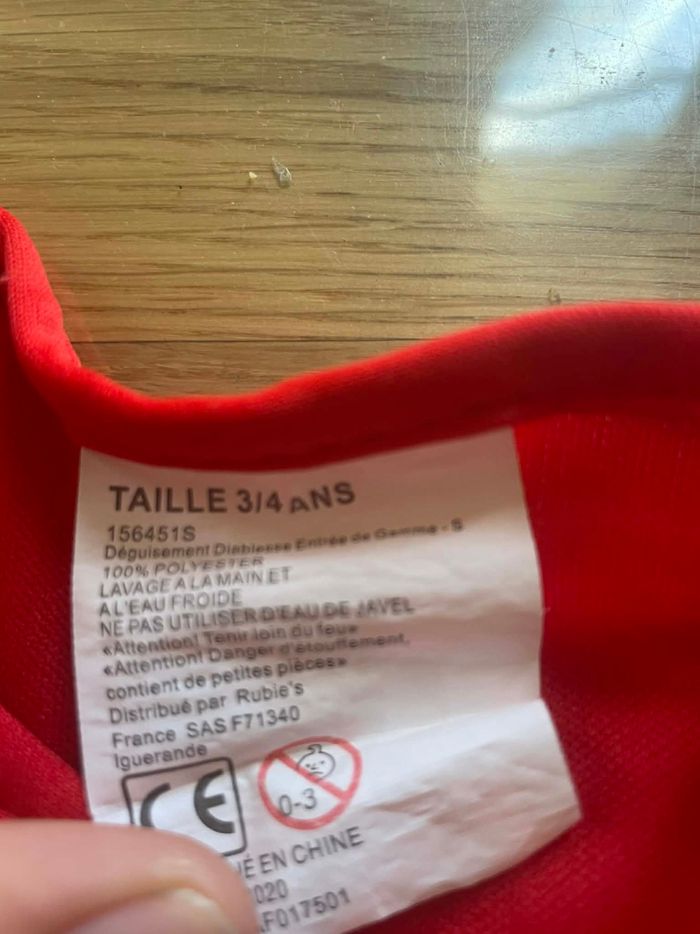 TAILLE 3/4 ANS
156451S
Déguisement Diablesse Entrée de Gamme - S
100% POLYESTER
LAVAGE A LA MAIN ET
A L'EAU FROIDE
NE PAS UTILISER D'EAU DE JAVEL
«Attention! Tenir loin du feu»
«Attention! Danger d'étouffement,
contient de petites pièces»
Distribué par Rubie's
France SAS F71340
Iguerande
CE
0-3
É EN CHINE
020
F017501